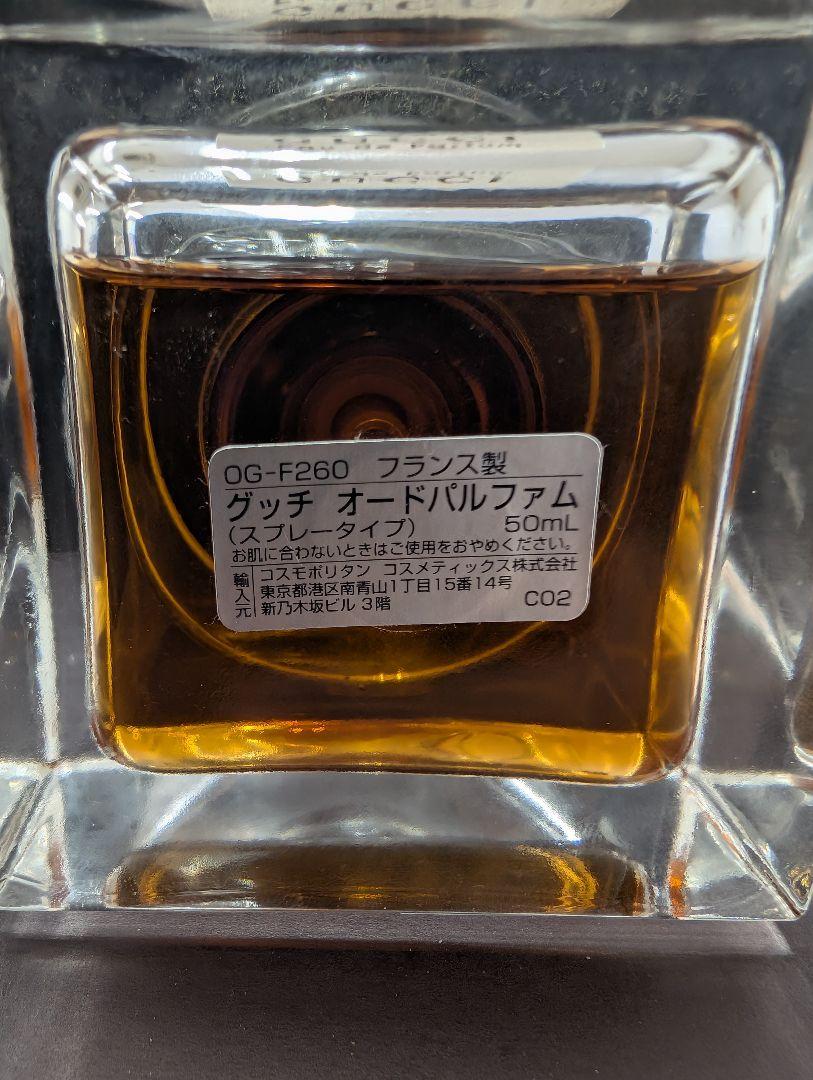 OG-F260 フランス製
グッチ オードパルファム
(スプレータイプ) 50mL
お肌に合わないときはご使用をおやめください。
輸入元 コスモポリタン コスメティックス株式会社
東京都港区南青山1丁目15番14号
新乃木坂ビル 3階 C02